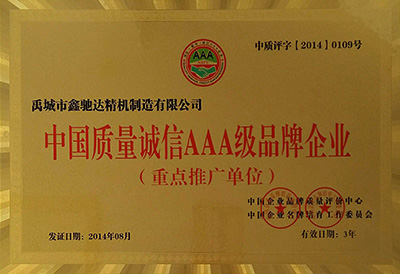 中质评字【2014】0109号
AAA
禹城市鑫驰达精机制造有限公司
中国质量诚信AAA级品牌企业
（重点推广单位）
中国企业品牌质量评价中心
中国企业名牌培育工作委员会
发证日期：2014年08月
有效日期：3年